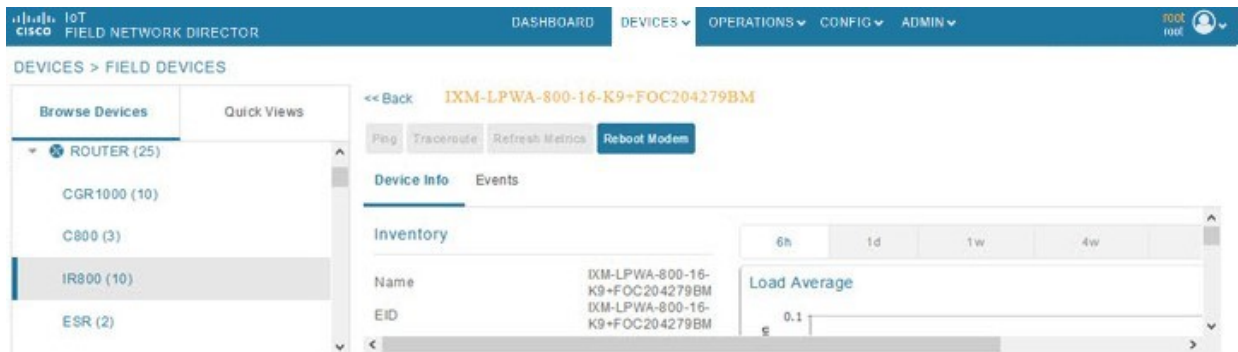 IoT
CISCO FIELD NETWORK DIRECTOR
DASHBOARD
DEVICES
OPERATIONS
CONFIG
ADMIN
root
root
DEVICES > FIELD DEVICES
Browse Devices
Quick Views
ROUTER (25)
CGR1000 (10)
C800 (3)
IR800 (10)
ESR (2)
<< Back
IXM-LPWA-800-16-K9+FOC204279BM
Ping
Traceroute
Refresh Metrics
Reboot Modem
Device Info
Events
Inventory
Name
IXM-LPWA-800-16-
K9+FOC204279BM
EID
IXM-LPWA-800-16-
K9+FOC204279BM
6h
1d
1w
4w
Load Average
0.1